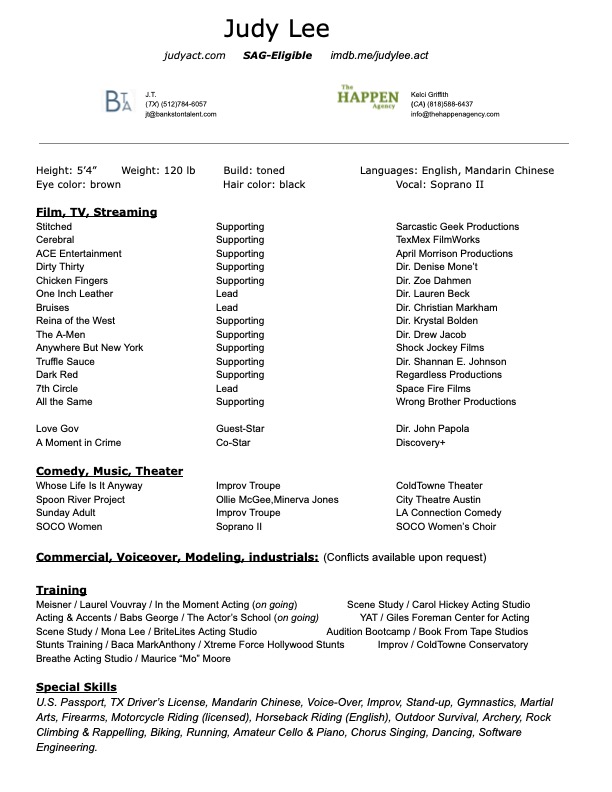 Judy Lee
judyact.com SAG-Eligible imdb.me/judylee.act
BTA
J.T.
(TX) (512)784-6057
jt@bankstontalent.com
The
HAPPEN
Agency
Kelci Griffith
(CA) (818)588-6437
info@thehappenagency.com
Height: 5’4” Weight: 120 lb Build: toned Languages: English, Mandarin Chinese
Eye color: brown Hair color: black Vocal: Soprano II
Film, TV, Streaming
Stitched Supporting Sarcastic Geek Productions
Cerebral Supporting TexMex FilmWorks
ACE Entertainment Supporting April Morrison Productions
Dirty Thirty Supporting Dir. Denise Mone’t
Chicken Fingers Supporting Dir. Zoe Dahmen
One Inch Leather Lead Dir. Lauren Beck
Bruises Lead Dir. Christian Markham
Reina of the West Supporting Dir. Krystal Bolden
The A-Men Supporting Dir. Drew Jacob
Anywhere But New York Supporting Shock Jockey Films
Truffle Sauce Supporting Dir. Shannan E. Johnson
Dark Red Supporting Regardless Productions
7th Circle Lead Space Fire Films
All the Same Supporting Wrong Brother Productions
Love Gov Guest-Star Dir. John Papola
A Moment in Crime Co-Star Discovery+
Comedy, Music, Theater
Whose Life Is It Anyway Improv Troupe ColdTowne Theater
Spoon River Project Ollie McGee,Minerva Jones City Theatre Austin
Sunday Adult Improv Troupe LA Connection Comedy
SOCO Women Soprano II SOCO Women’s Choir
Commercial, Voiceover, Modeling, industrials: (Conflicts available upon request)
Training
Meisner / Laurel Vouvray / In the Moment Acting (on going) Scene Study / Carol Hickey Acting Studio
Acting & Accents / Babs George / The Actor’s School (on going) YAT / Giles Foreman Center for Acting
Scene Study / Mona Lee / BriteLites Acting Studio Audition Bootcamp / Book From Tape Studios
Stunts Training / Baca MarkAnthony / Xtreme Force Hollywood Stunts Improv / ColdTowne Conservatory
Breathe Acting Studio / Maurice “Mo” Moore
Special Skills
U.S. Passport, TX Driver’s License, Mandarin Chinese, Voice-Over, Improv, Stand-up, Gymnastics, Martial
Arts, Firearms, Motorcycle Riding (licensed), Horseback Riding (English), Outdoor Survival, Archery, Rock
Climbing & Rappelling, Biking, Running, Amateur Cello & Piano, Chorus Singing, Dancing, Software
Engineering.